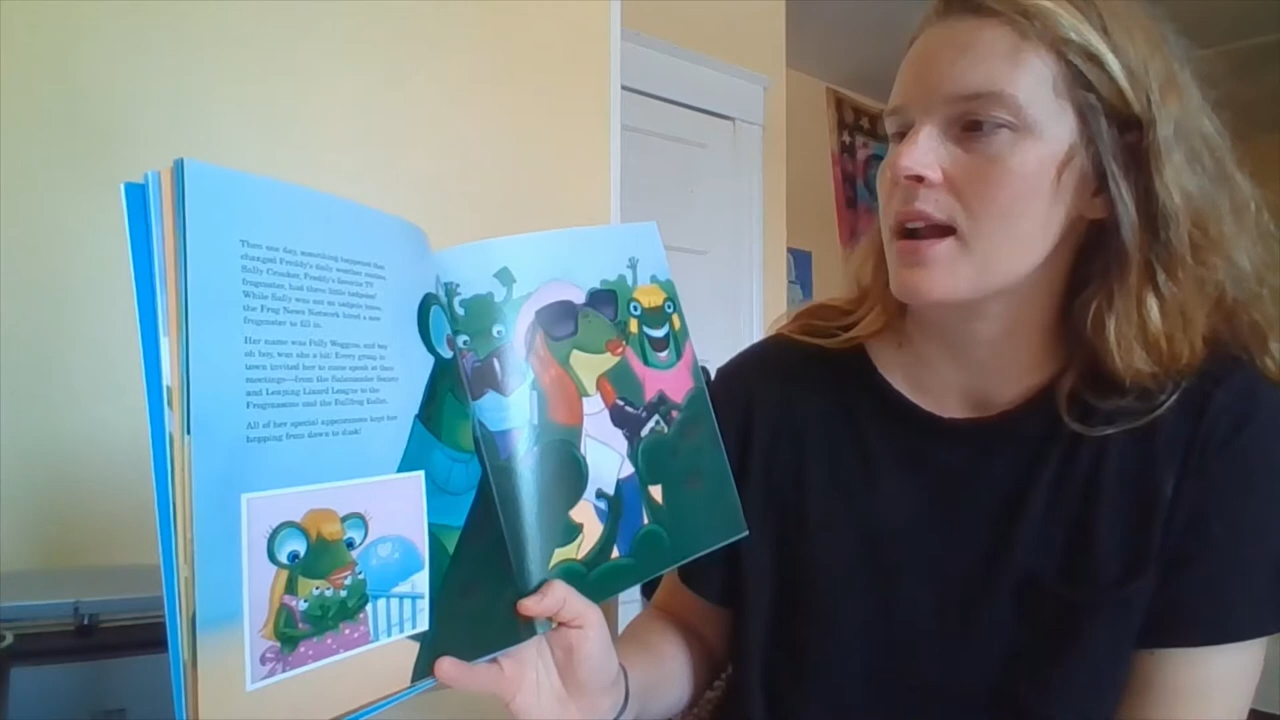 Then one day, something happened that
changed Freddy's daily weather routine.
Sally Croaker, Freddy's favorite TV
frogcaster, had three little tadpoles!
While Sally was out on tadpole leave,
the Frog News Network hired a new
frogcaster to fill in.
Her name was Polly Woggins, and boy
oh boy, was she a hit! Every group in
town invited her to come speak at their
meetings—from the Salamander Society
and Leaping Lizard League to the
Frogmasons and the Bullfrog Ballet.
All of her special appearances kept her
hopping from dawn to dusk!